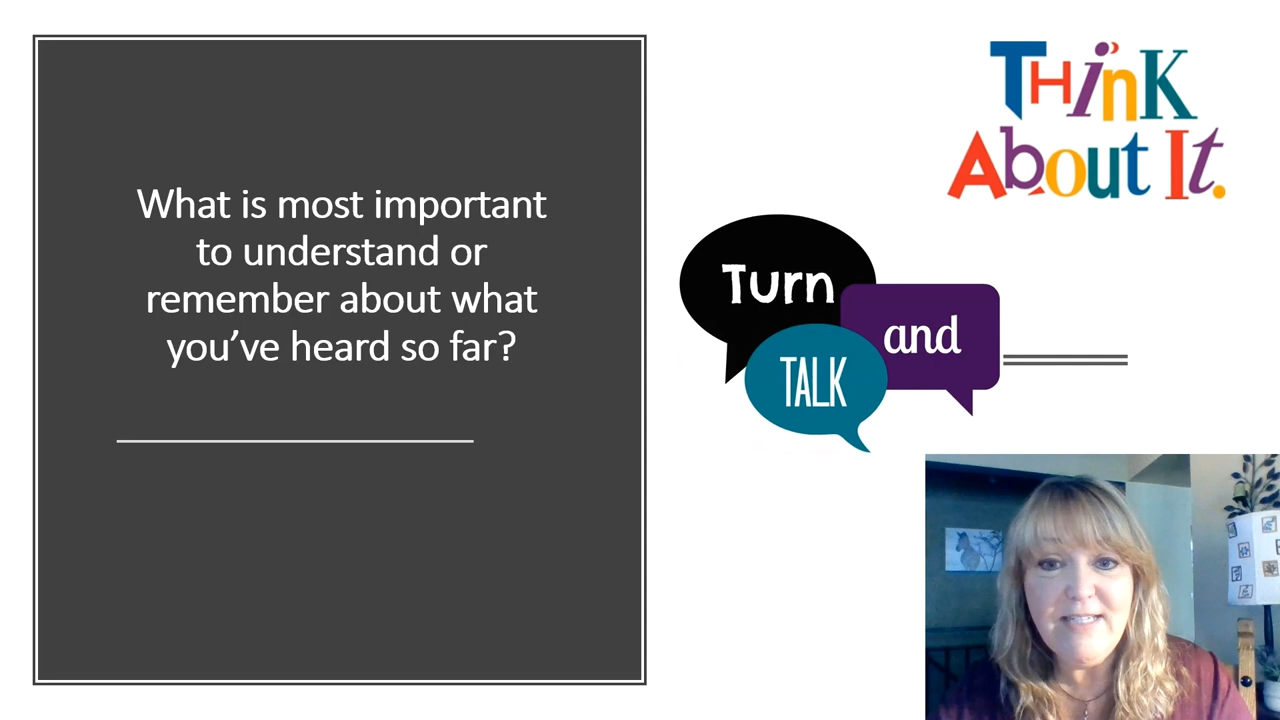 What is most important
to understand or
remember about what
you've heard so far?
THinK
About It.
Turn
and
TALK